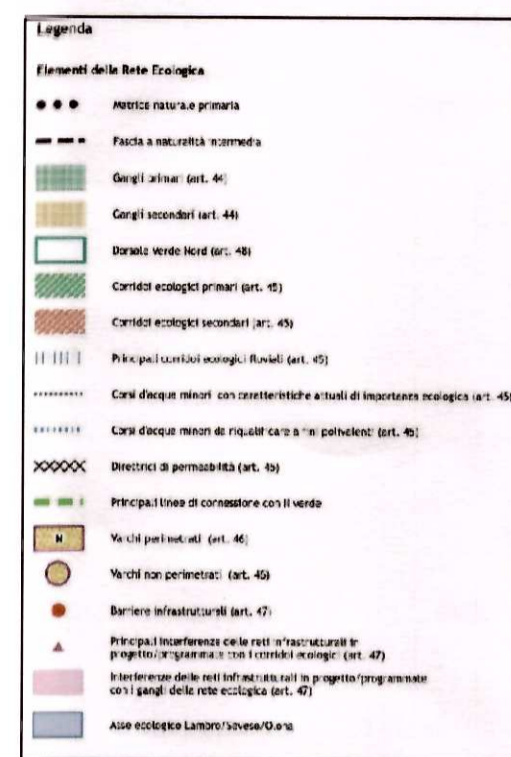 Legenda
Elementi della Rete Ecologica
Matrice naturale primaria
Fascia a naturalità intermedia
Gangli primari (art. 44)
Gangli secondari (art. 44)
Dorsale Verde Nord (art. 48)
Corridoi ecologici primari (art. 45)
Corridoi ecologici secondari (art. 45)
Principali corridoi ecologici fluviali (art. 45)
Corsi d'acqua minori con caratteristiche attuali di importanza ecologica (art. 45)
Corsi d'acqua minori da riqualificare a fini polivalenti (art. 45)
Direttrici di permeabilità (art. 45)
Principali linee di connessione con il verde
N Varchi perimetrati (art. 46)
Varchi non perimetrati (art. 46)
Barriere infrastrutturali (art. 47)
Principali interferenze delle reti infrastrutturali in
progetto/programmate con i corridoi ecologici (art. 47)
Interferenze delle reti infrastrutturali in progetto/programmate
con i gangli della rete ecologica (art. 47)
Asse ecologico Lambro/Seveso/Olona